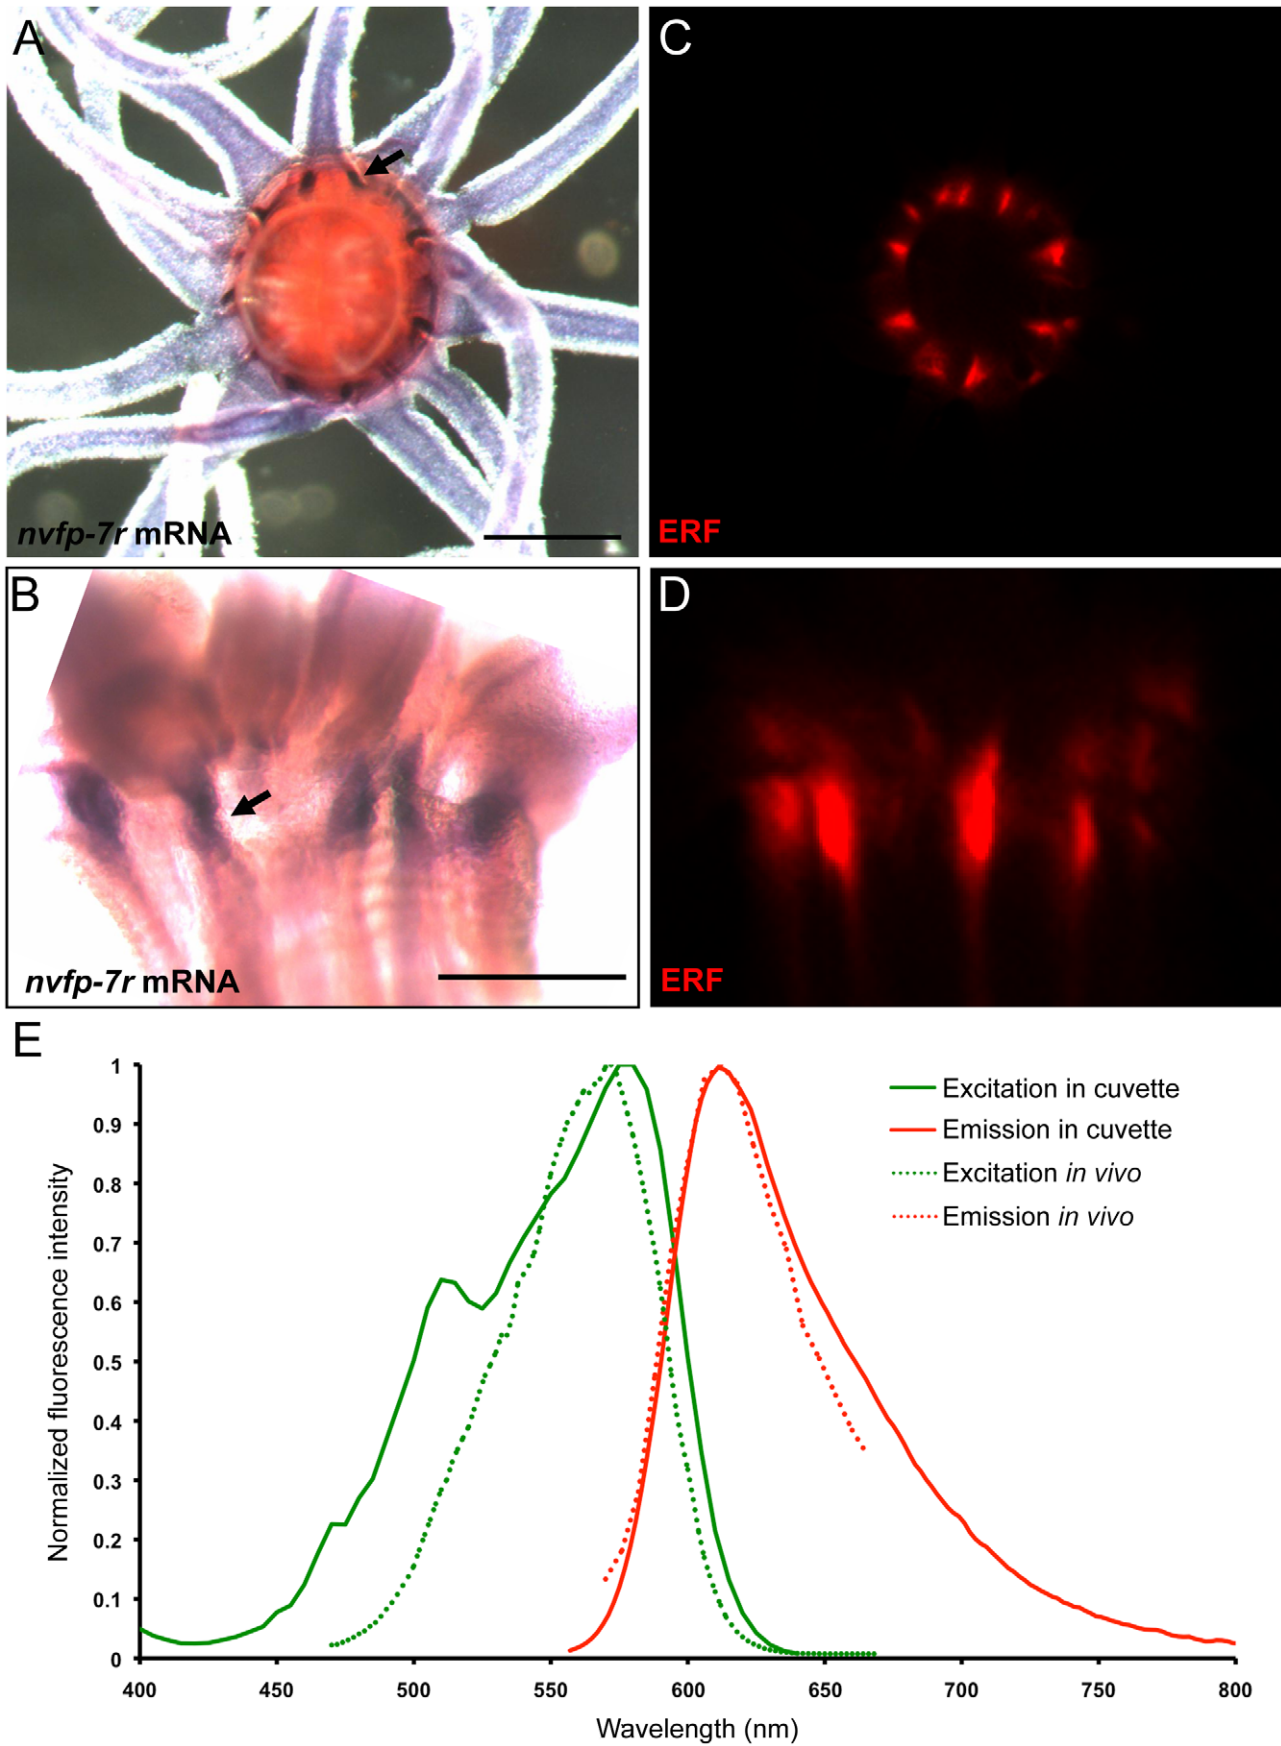 A
nvfp-7r mRNA
C
ERF
B
nvfp-7r mRNA
D
ERF
E
Normalized fluorescence intensity
1
0.9
0.8
0.7
0.6
0.5
0.4
0.3
0.2
0.1
0
400 450 500 550 600 650 700 750 800
Wavelength (nm)
Excitation in cuvette
Emission in cuvette
Excitation in vivo
Emission in vivo